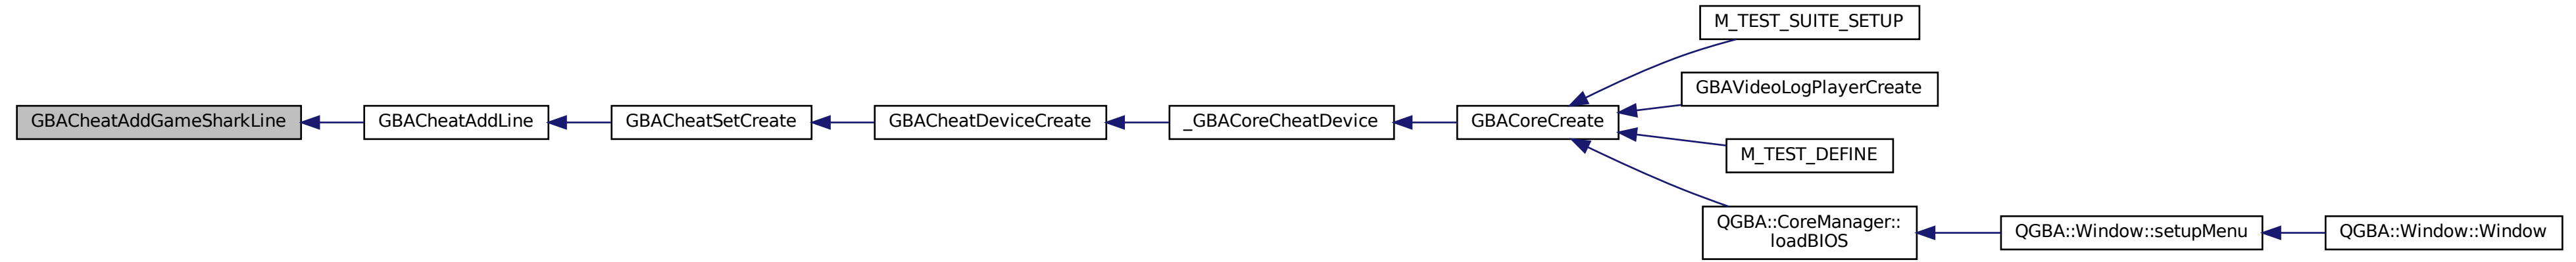 GBACheatAddGameSharkLine
GBACheatAddLine
GBACheatSetCreate
GBACheatDeviceCreate
_GBACoreCheatDevice
GBACoreCreate
M_TEST_SUITE_SETUP
GBAVideoLogPlayerCreate
M_TEST_DEFINE
QGBA::CoreManager::
loadBIOS
QGBA::Window::setupMenu
QGBA::Window::Window